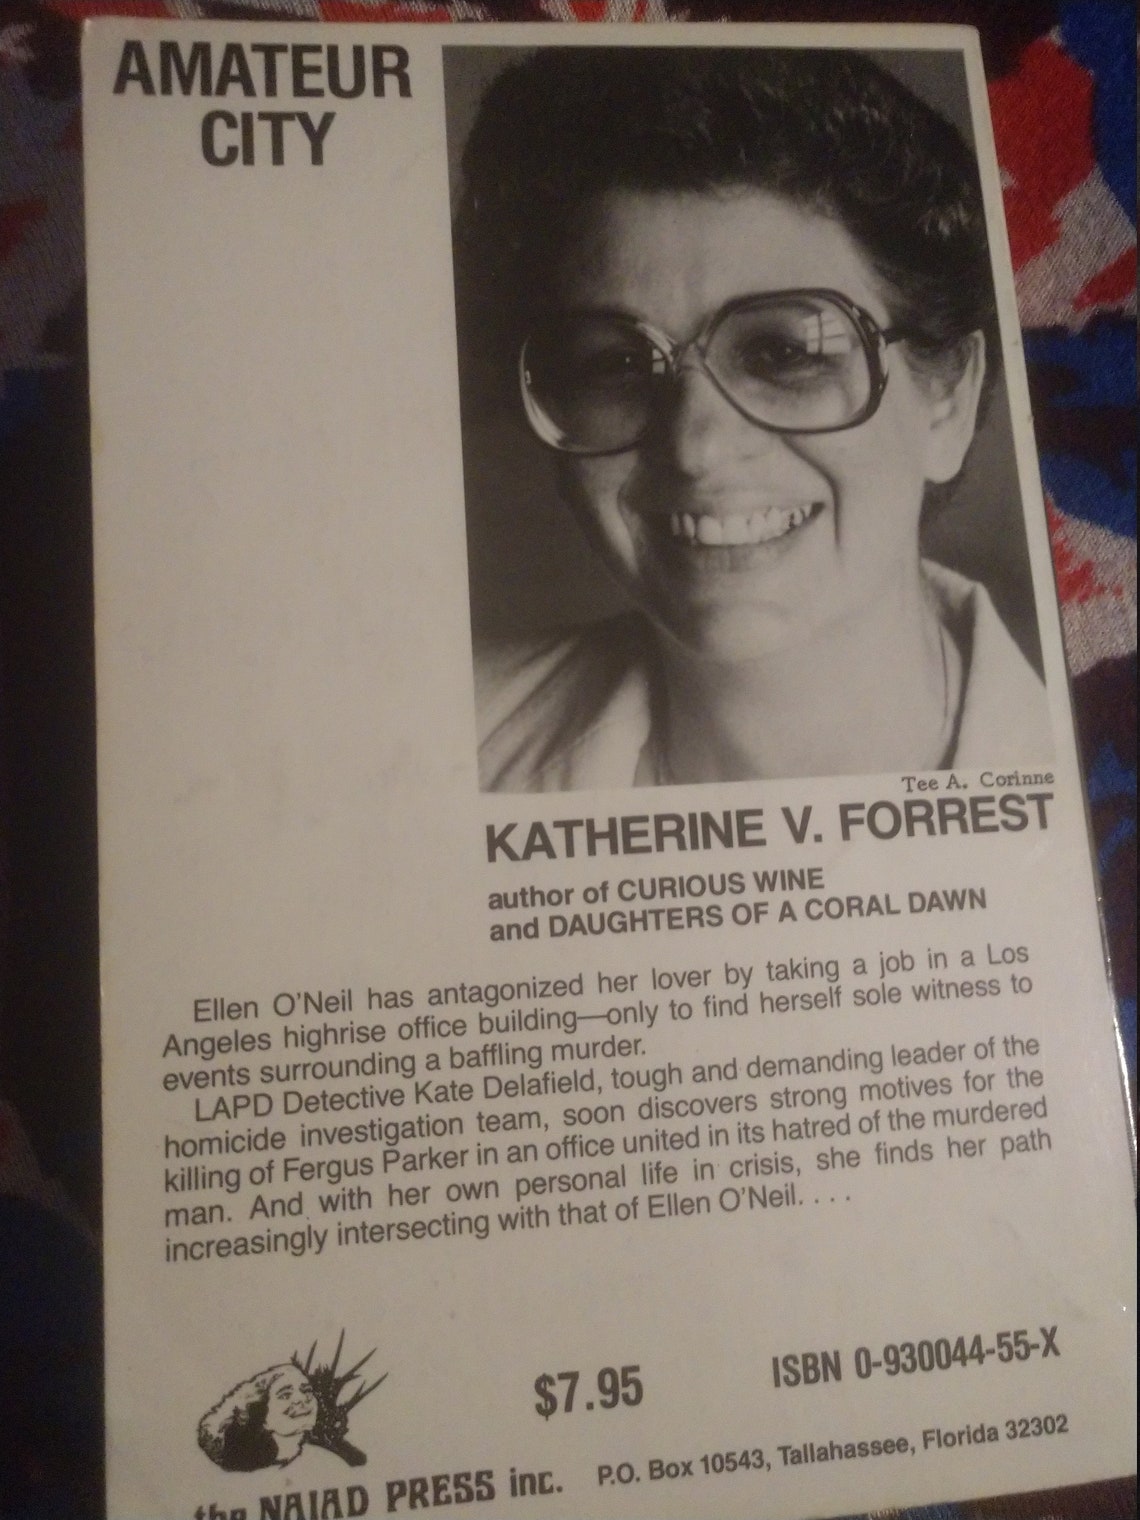 AMATEUR
CITY
Tee A. Corinne
KATHERINE V. FORREST
author of CURIOUS WINE
and DAUGHTERS OF A CORAL DAWN
Ellen O'Neil has antagonized her lover by taking a job in a Los
Angeles highrise office building—only to find herself sole witness to
events surrounding a baffling murder.
LAPD Detective Kate Delafield, tough and demanding leader of the
homicide investigation team, soon discovers strong motives for the
killing of Fergus Parker in an office united in its hatred of the murdered
man. And with her own personal life in crisis, she finds her path
increasingly intersecting with that of Ellen O'Neil. . . .
$7.95
ISBN 0-930044-55-X
the NAIAD PRESS inc.
P.O. Box 10543, Tallahassee, Florida 32302